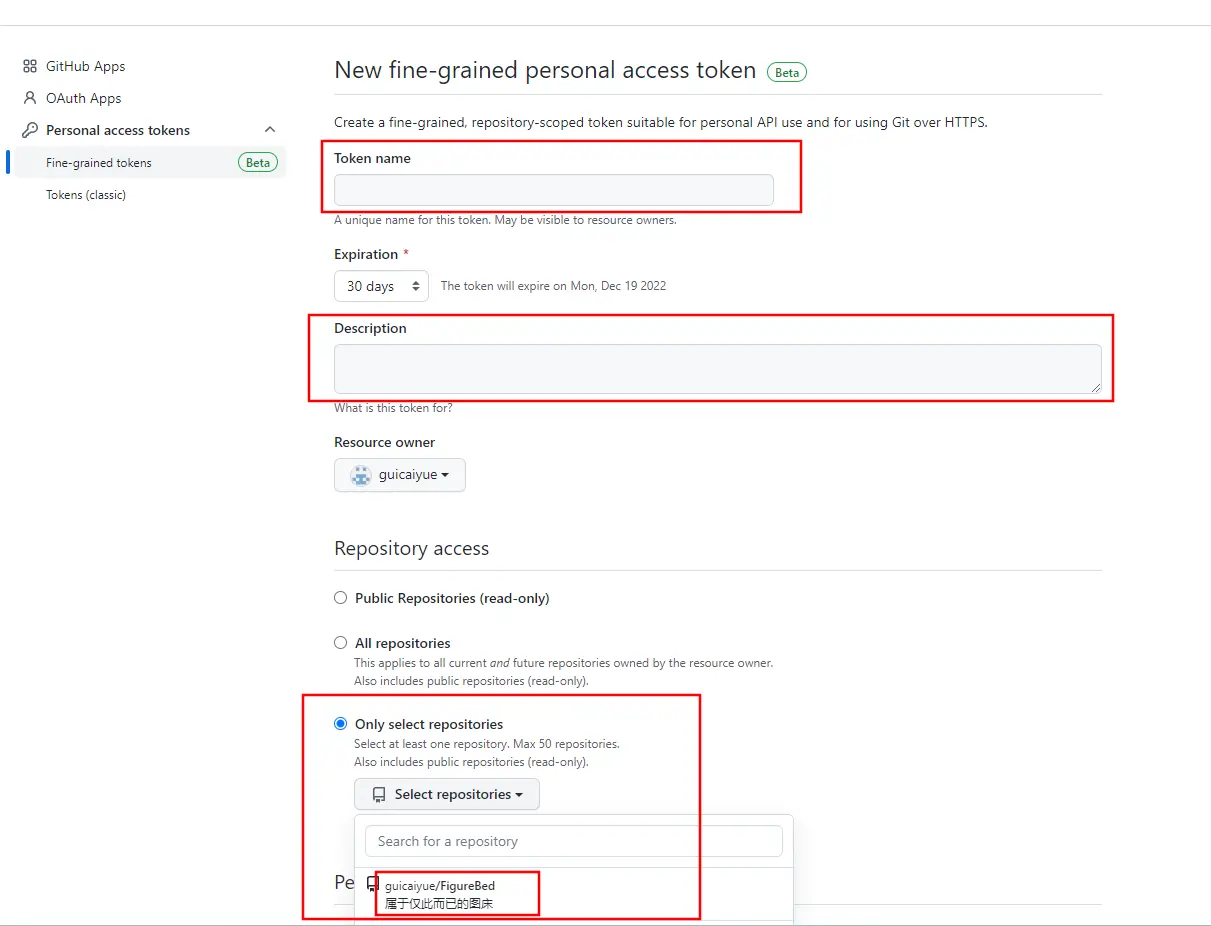 GitHub Apps
OAuth Apps
Personal access tokens
Fine-grained tokens Beta
Tokens (classic)
New fine-grained personal access token Beta
Create a fine-grained, repository-scoped token suitable for personal API use and for using Git over HTTPS.
Token name
A unique name for this token. May be visible to resource owners.
Expiration *
30 days The token will expire on Mon, Dec 19 2022
Description
What is this token for?
Resource owner
guicaiyue
Repository access
Public Repositories (read-only)
All repositories
This applies to all current and future repositories owned by the resource owner.
Also includes public repositories (read-only).
Only select repositories
Select at least one repository. Max 50 repositories.
Also includes public repositories (read-only).
Select repositories
Search for a repository
Pe
guicaiyue/FigureBed
属于仅此而已的图床